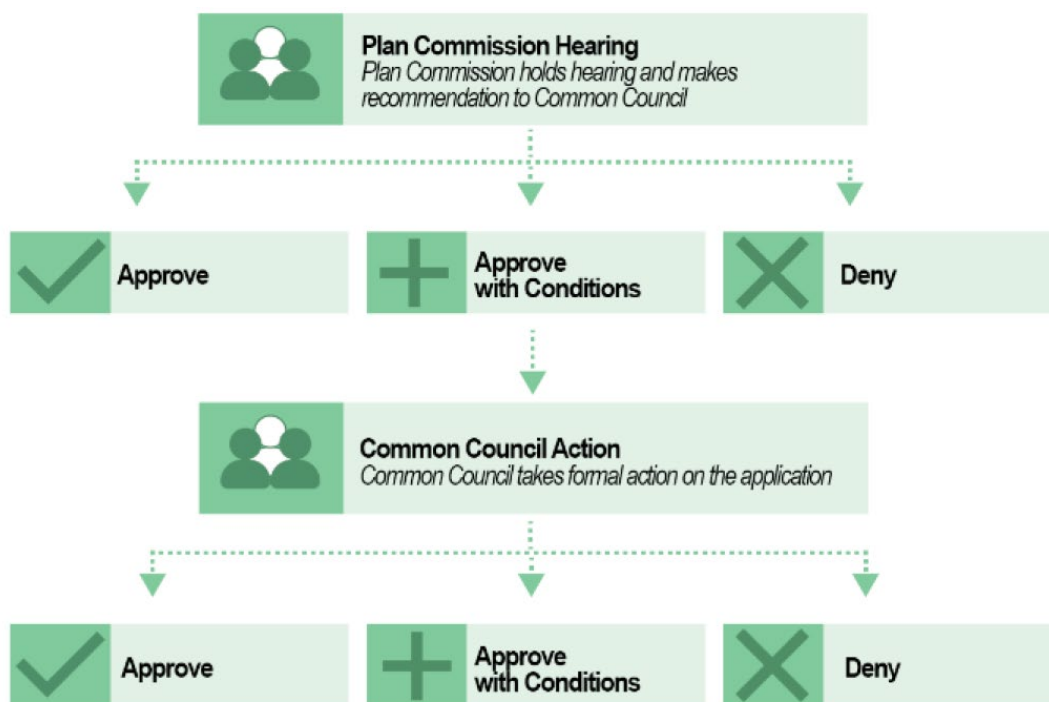 Plan Commission Hearing
Plan Commission holds hearing and makes
recommendation to Common Council
Approve
Approve
with Conditions
Deny
Common Council Action
Common Council takes formal action on the application
Approve
Approve
with Conditions
Deny